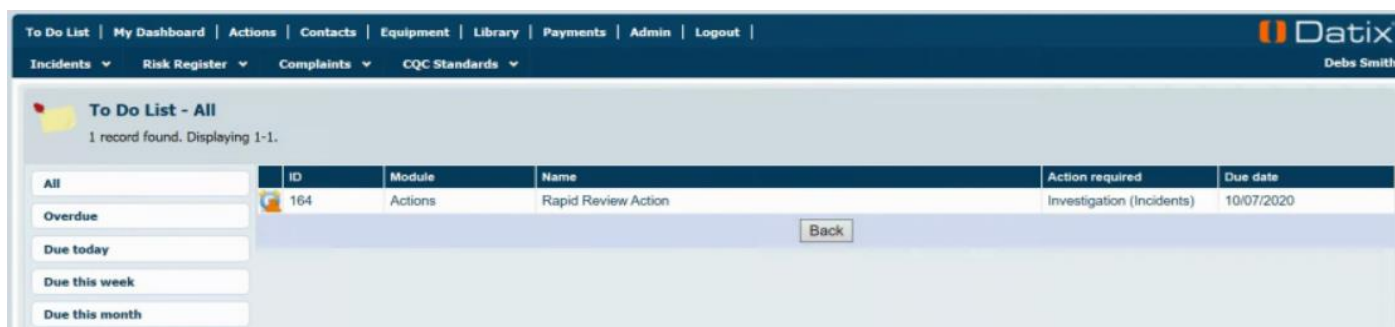 To Do List | My Dashboard | Actions | Contacts | Equipment | Library | Payments | Admin | Logout |
Datix
Incidents Risk Register Complaints CQC Standards
Debs Smith
To Do List - All
1 record found. Displaying 1-1.
All
Overdue
Due today
Due this week
Due this month
ID Module Name Action required Due date
164 Actions Rapid Review Action Investigation (Incidents) 10/07/2020
Back